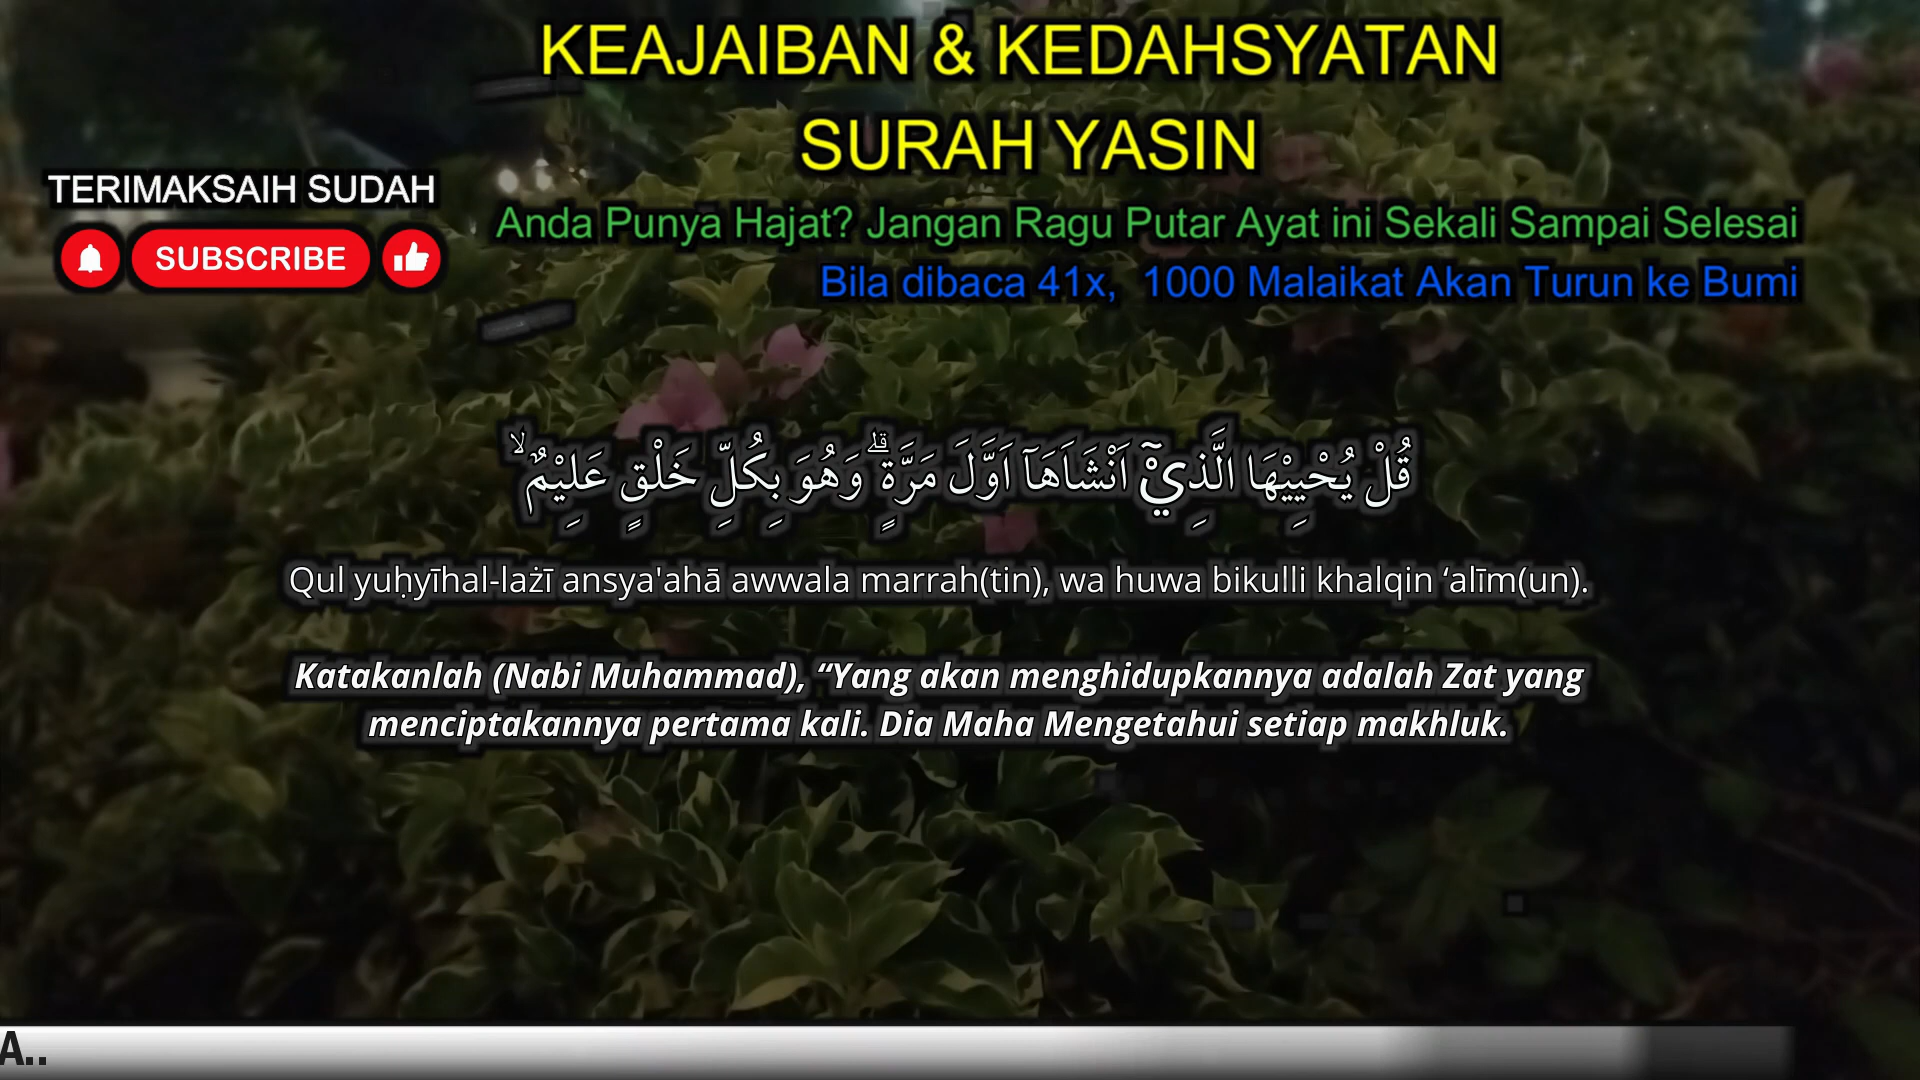 KEAJAIBAN & KEDAHSYATAN
SURAH YASIN
TERIMAKSAIH SUDAH
SUBSCRIBE
Anda Punya Hajat? Jangan Ragu Putar Ayat ini Sekali Sampai Selesai
Bila dibaca 41x, 1000 Malaikat Akan Turun ke Bumi
قُلْ يُحْيِيْهَا الَّذِيْٓ اَنْشَاَهَآ اَوَّلَ مَرَّةٍ ۗوَهُوَ بِكُلِّ خَلْقٍ عَلِيْمٌ ۙ
Qul yuḥyīhal-lażī ansya'ahā awwala marrah(tin), wa huwa bikulli khalqin ‘alīm(un).
Katakanlah (Nabi Muhammad), “Yang akan menghidupkannya adalah Zat yang
menciptakannya pertama kali. Dia Maha Mengetahui setiap makhluk.
A..